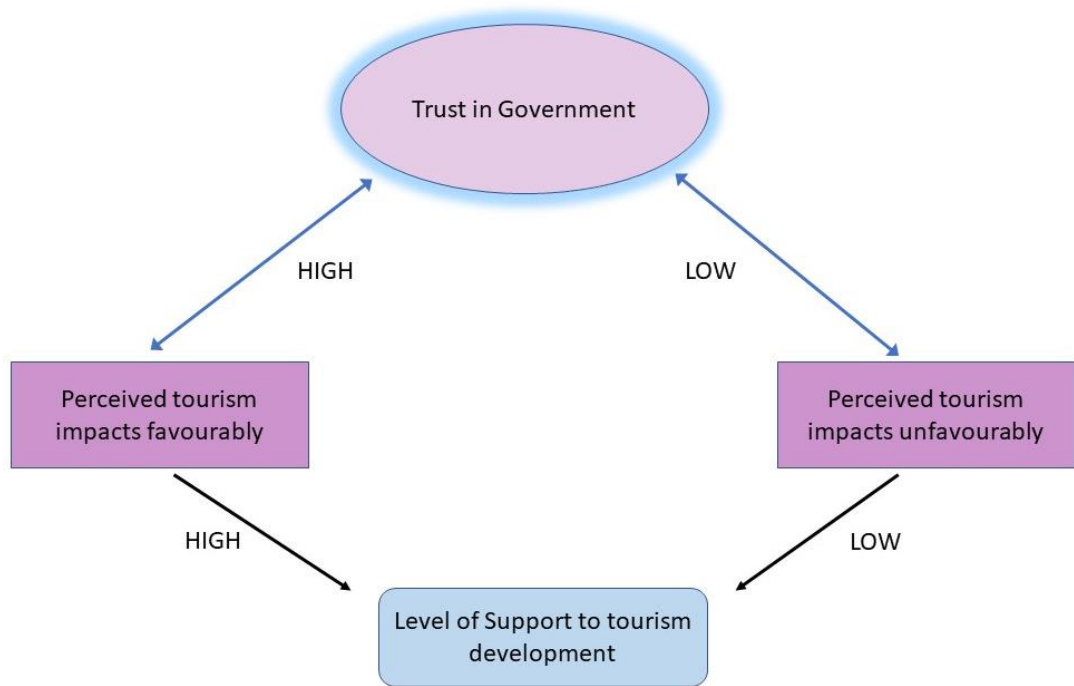 Trust in Government
HIGH
LOW
Perceived tourism
impacts favourably
Perceived tourism
impacts unfavourably
HIGH
LOW
Level of Support to tourism
development